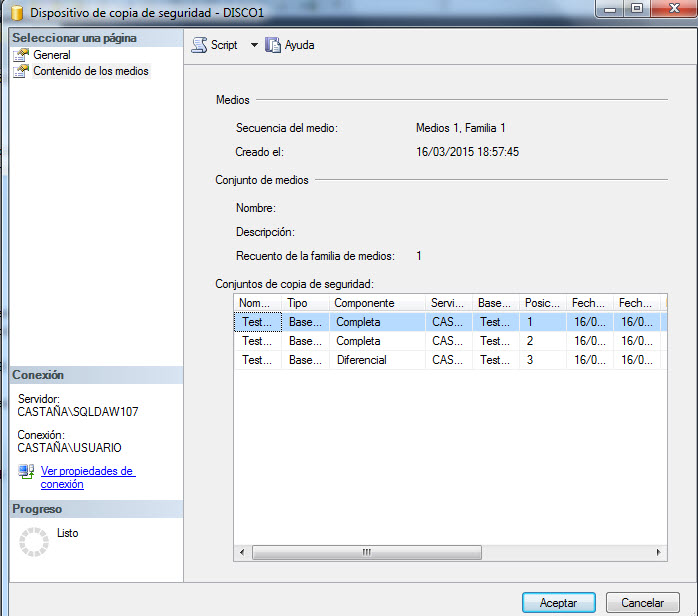 Dispositivo de copia de seguridad - DISCO1
Seleccionar una página
General
Contenido de los medios
Script
Ayuda
Medios
Secuencia del medio: Medios 1, Familia 1
Creado el: 16/03/2015 18:57:45
Conjunto de medios
Nombre:
Descripción:
Recuento de la familia de medios: 1
Conjuntos de copia de seguridad:
Nom... Tipo Componente Servi... Base... Posic... Fech... Fech...
Test... Base... Completa CAS... Test... 1 16/0... 16/0...
Test... Base... Completa CAS... Test... 2 16/0... 16/0...
Test... Base... Diferencial CAS... Test... 3 16/0... 16/0...
Conexión
Servidor:
CASTAÑA\SQLDAW107
Conexión:
CASTAÑA\USUARIO
Ver propiedades de
conexión
Progreso
Listo
Aceptar
Cancelar